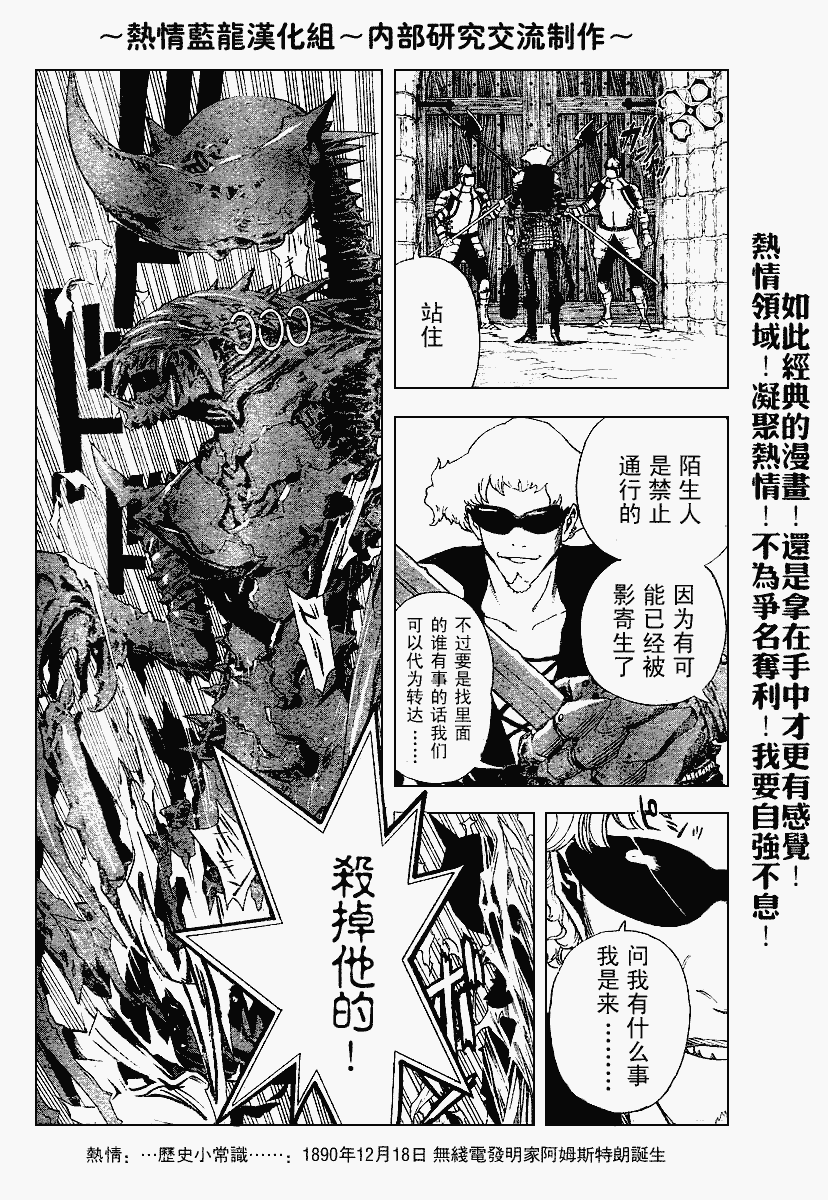 ～熱情藍龍漢化組～内部研究交流制作～
站住
陌生人
是禁止
通行的
因为有可
能已经被
影寄生了
不过要是找里面
的谁有事的话我们
可以代为转达……
问我有什么事
我是来………
殺掉他的！
如此經典的漫畫！還是拿在手中才更有感覺！
熱情領域！凝聚熱情！不為爭名奪利！我要自強不息！
熱情：…歷史小常識……：1890年12月18日 無綫電發明家阿姆斯特朗誕生